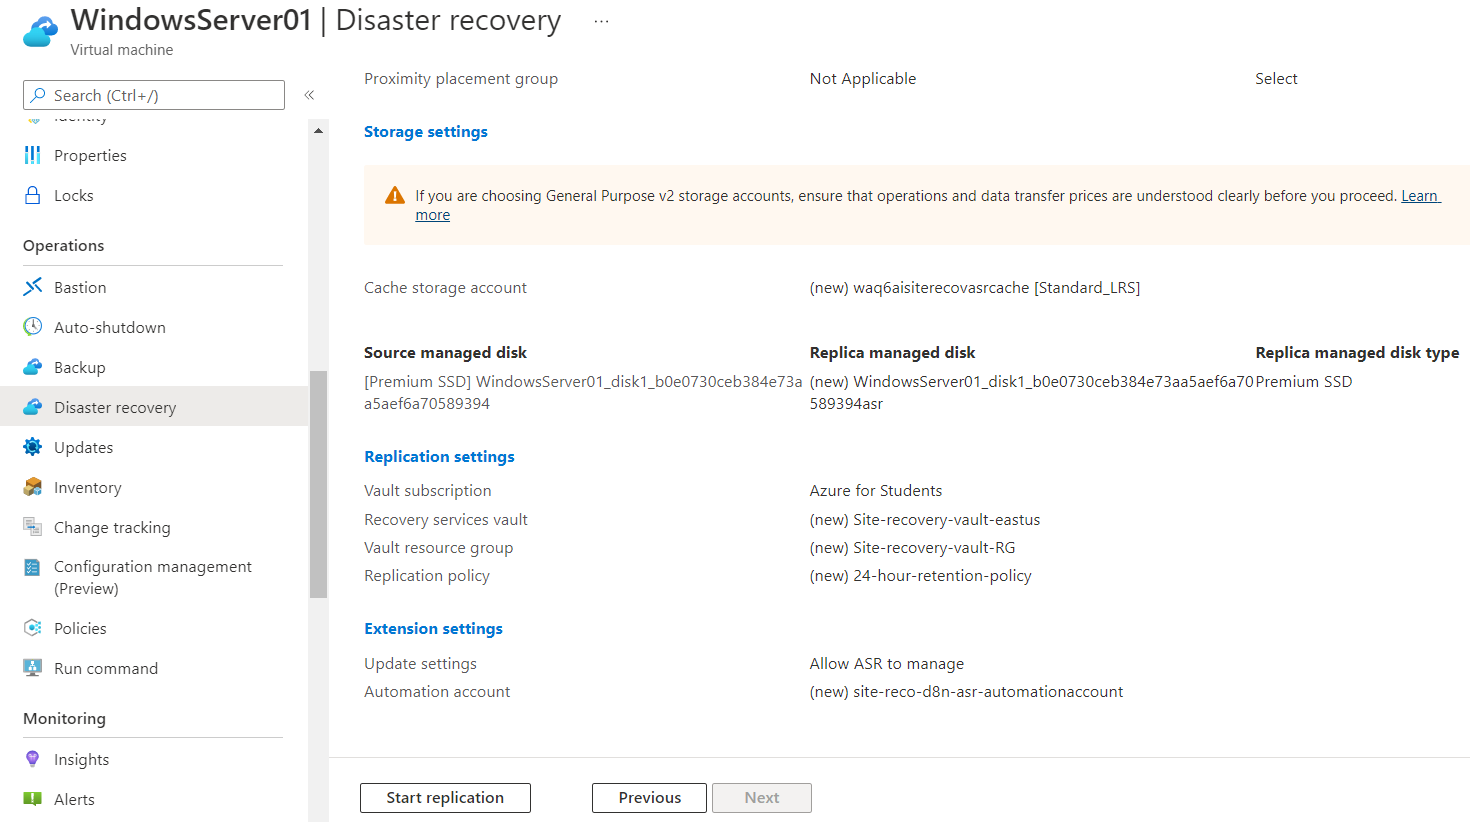 WindowsServer01 | Disaster recovery ...
Virtual machine
Search (Ctrl+/)
«
Identity
Properties
Locks
Operations
Bastion
Auto-shutdown
Backup
Disaster recovery
Updates
Inventory
Change tracking
Configuration management
(Preview)
Policies
Run command
Monitoring
Insights
Alerts
Proximity placement group Not Applicable Select
Storage settings
If you are choosing General Purpose v2 storage accounts, ensure that operations and data transfer prices are understood clearly before you proceed. Learn
more
Cache storage account (new) waq6aisiterecovasrcache [Standard_LRS]
Source managed disk Replica managed disk Replica managed disk type
[Premium SSD] WindowsServer01_disk1_b0e0730ceb384e73a (new) WindowsServer01_disk1_b0e0730ceb384e73aa5aef6a70 Premium SSD
a5aef6a70589394 589394asr
Replication settings
Vault subscription Azure for Students
Recovery services vault (new) Site-recovery-vault-eastus
Vault resource group (new) Site-recovery-vault-RG
Replication policy (new) 24-hour-retention-policy
Extension settings
Update settings Allow ASR to manage
Automation account (new) site-reco-d8n-asr-automationaccount
Start replication Previous Next